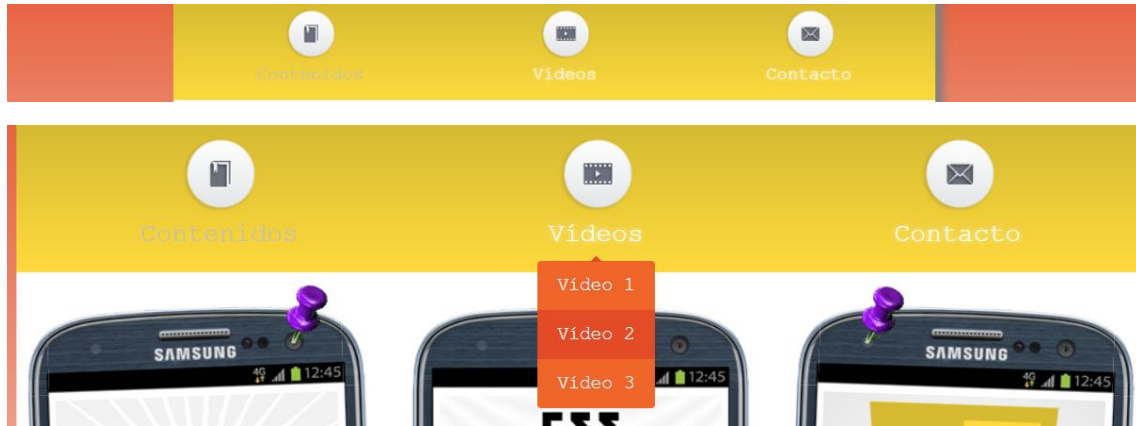 Contenidos Vídeos Contacto
Contenidos Vídeos Contacto
Vídeo 1
Vídeo 2
Vídeo 3
SAMSUNG SAMSUNG
4G 12:45 12:45 4G 12:45